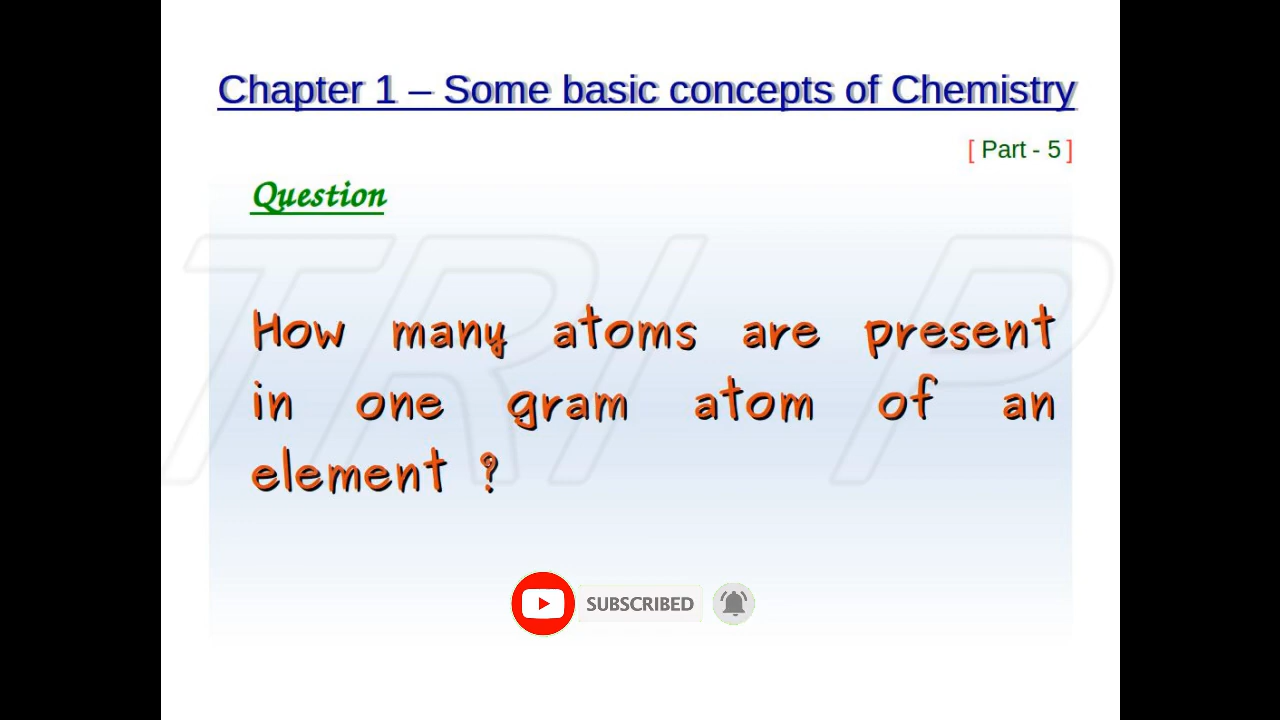 Chapter 1 – Some basic concepts of Chemistry
[ Part - 5 ]
Question
How many atoms are present
in one gram atom of an
element ?
SUBSCRIBED
TRI P